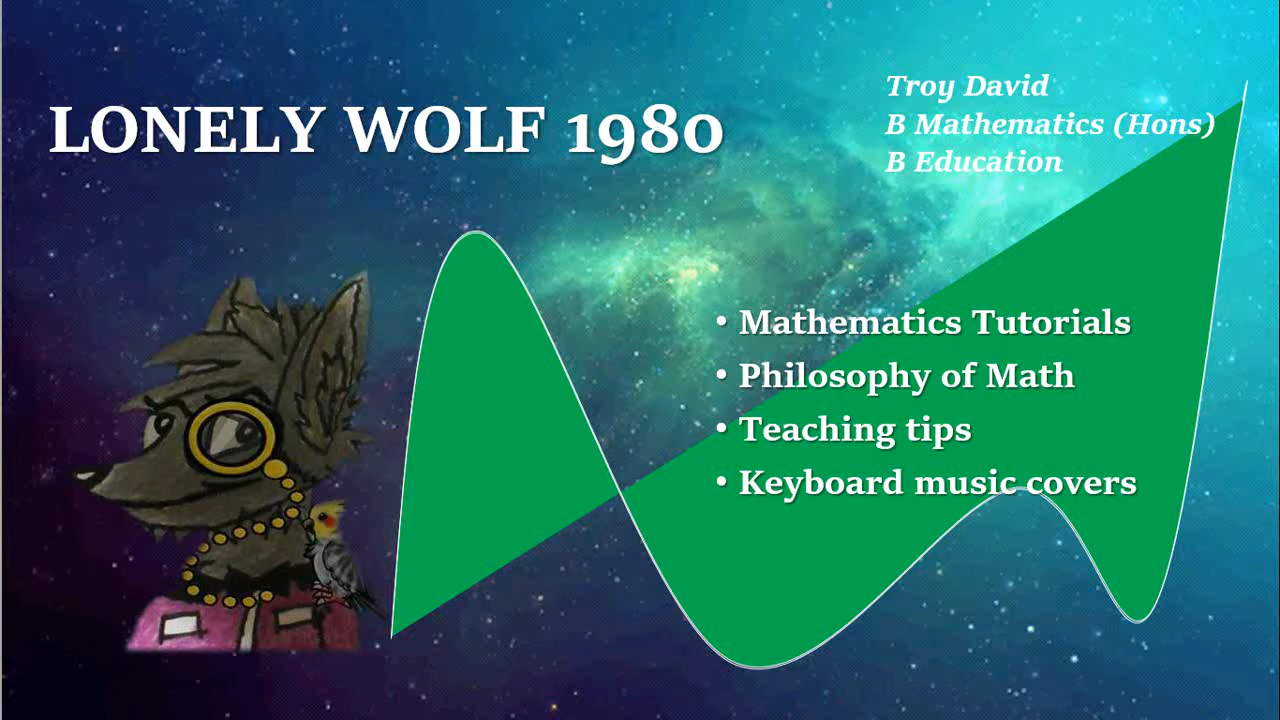 LONELY WOLF 1980
Troy David
B Mathematics (Hons)
B Education
• Mathematics Tutorials
• Philosophy of Math
• Teaching tips
• Keyboard music covers